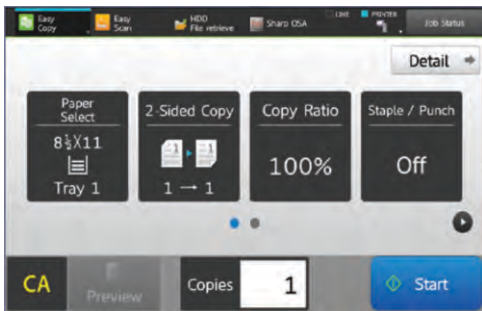 Easy Copy
Easy Scan
HDD File retrieve
Sharp OSA
LINE
PRINTER
Job Status
Detail
Paper Select
8½X11
Tray 1
2-Sided Copy
1 → 1
Copy Ratio
100%
Staple / Punch
Off
CA
Preview
Copies
1
Start